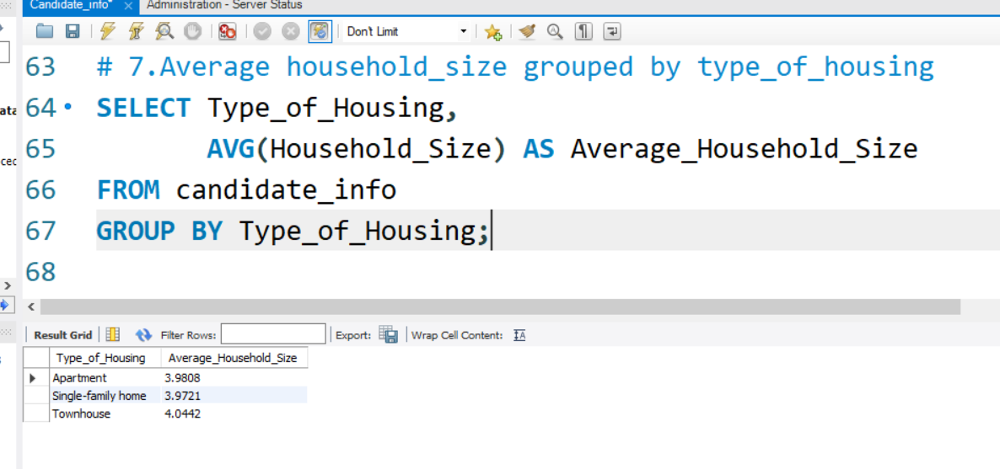 Candidate_info*
Administration - Server Status
Don't Limit
63 # 7.Average household_size grouped by type_of_housing
64 SELECT Type_of_Housing,
65 AVG(Household_Size) AS Average_Household_Size
66 FROM candidate_info
67 GROUP BY Type_of_Housing;
68
Result Grid Filter Rows: Export: Wrap Cell Content: IA
Type_of_Housing Average_Household_Size
Apartment 3.9808
Single-family home 3.9721
Townhouse 4.0442